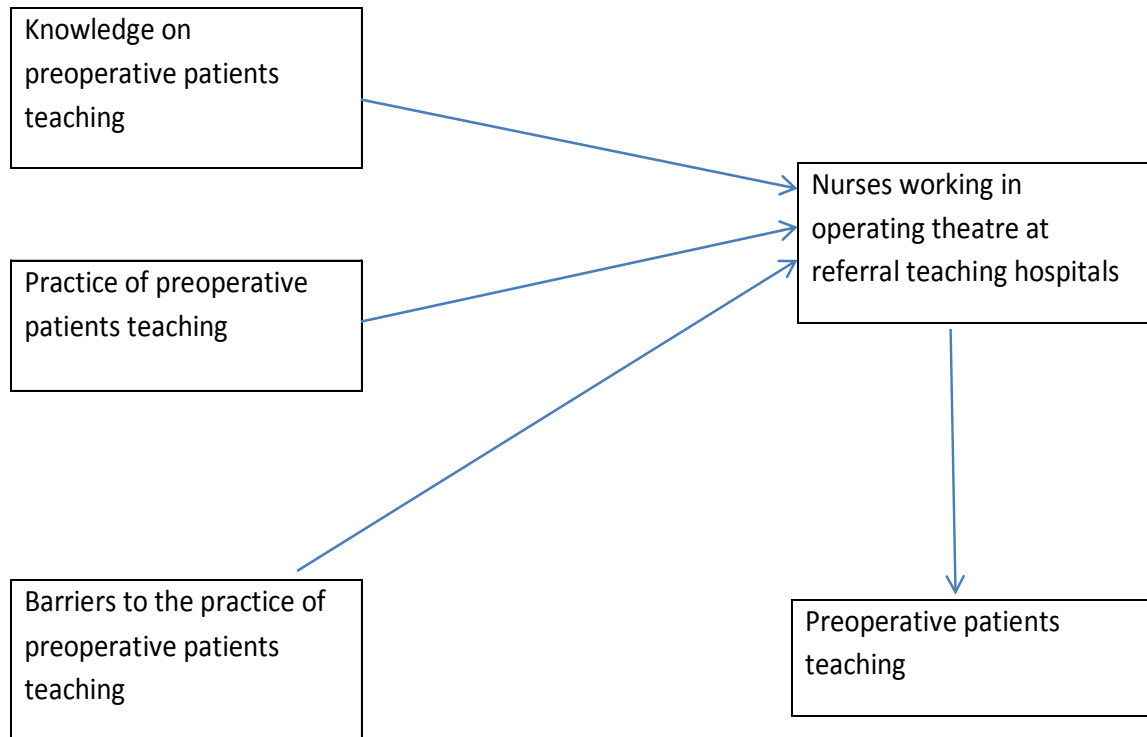 Knowledge on
preoperative patients
teaching
Nurses working in
operating theatre at
referral teaching hospitals
Practice of preoperative
patients teaching
Barriers to the practice of
preoperative patients
teaching
Preoperative patients
teaching